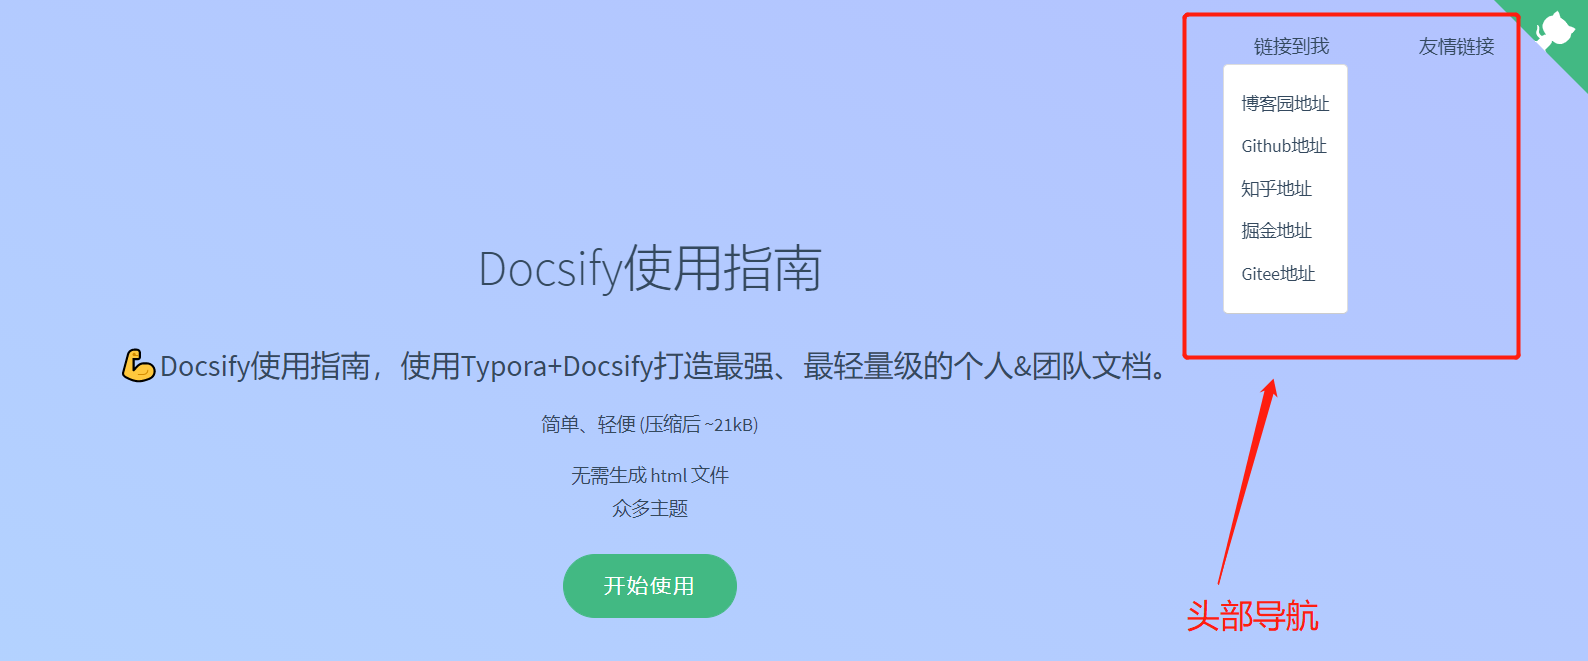 链接到我
友情链接
博客园地址
Github地址
知乎地址
掘金地址
Gitee地址
Docsify使用指南
💪Docsify使用指南，使用Typora+Docsify打造最强、最轻量级的个人&团队文档。
简单、轻便 (压缩后 ~21kB)
无需生成 html 文件
众多主题
开始使用
头部导航